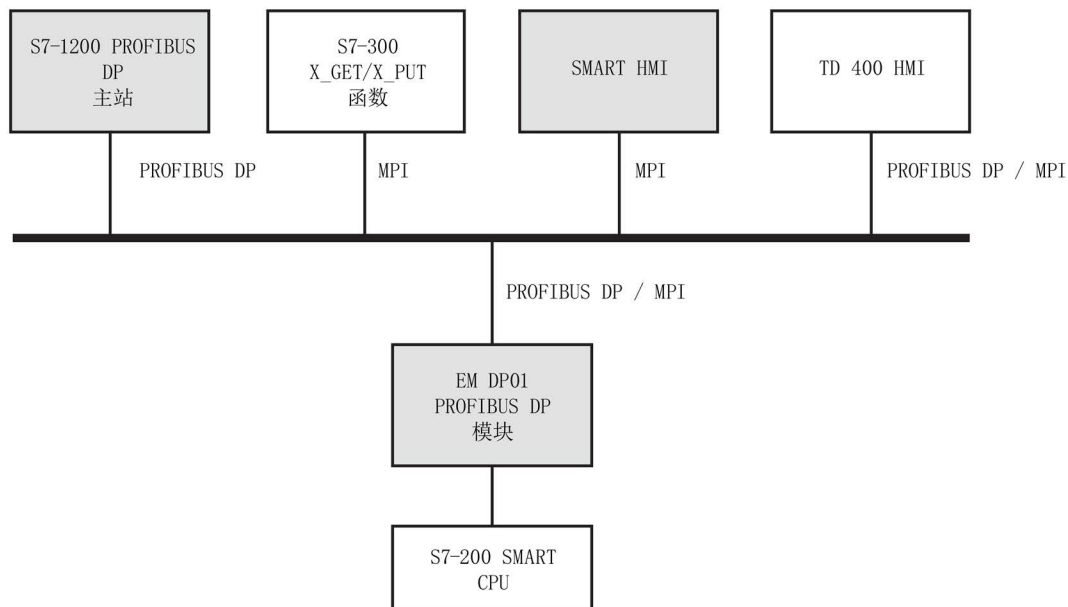 S7-1200 PROFIBUS
DP
主站
S7-300
X_GET/X_PUT
函数
SMART HMI
TD 400 HMI
PROFIBUS DP
MPI
MPI
PROFIBUS DP / MPI
PROFIBUS DP / MPI
EM DP01
PROFIBUS DP
模块
S7-200 SMART
CPU